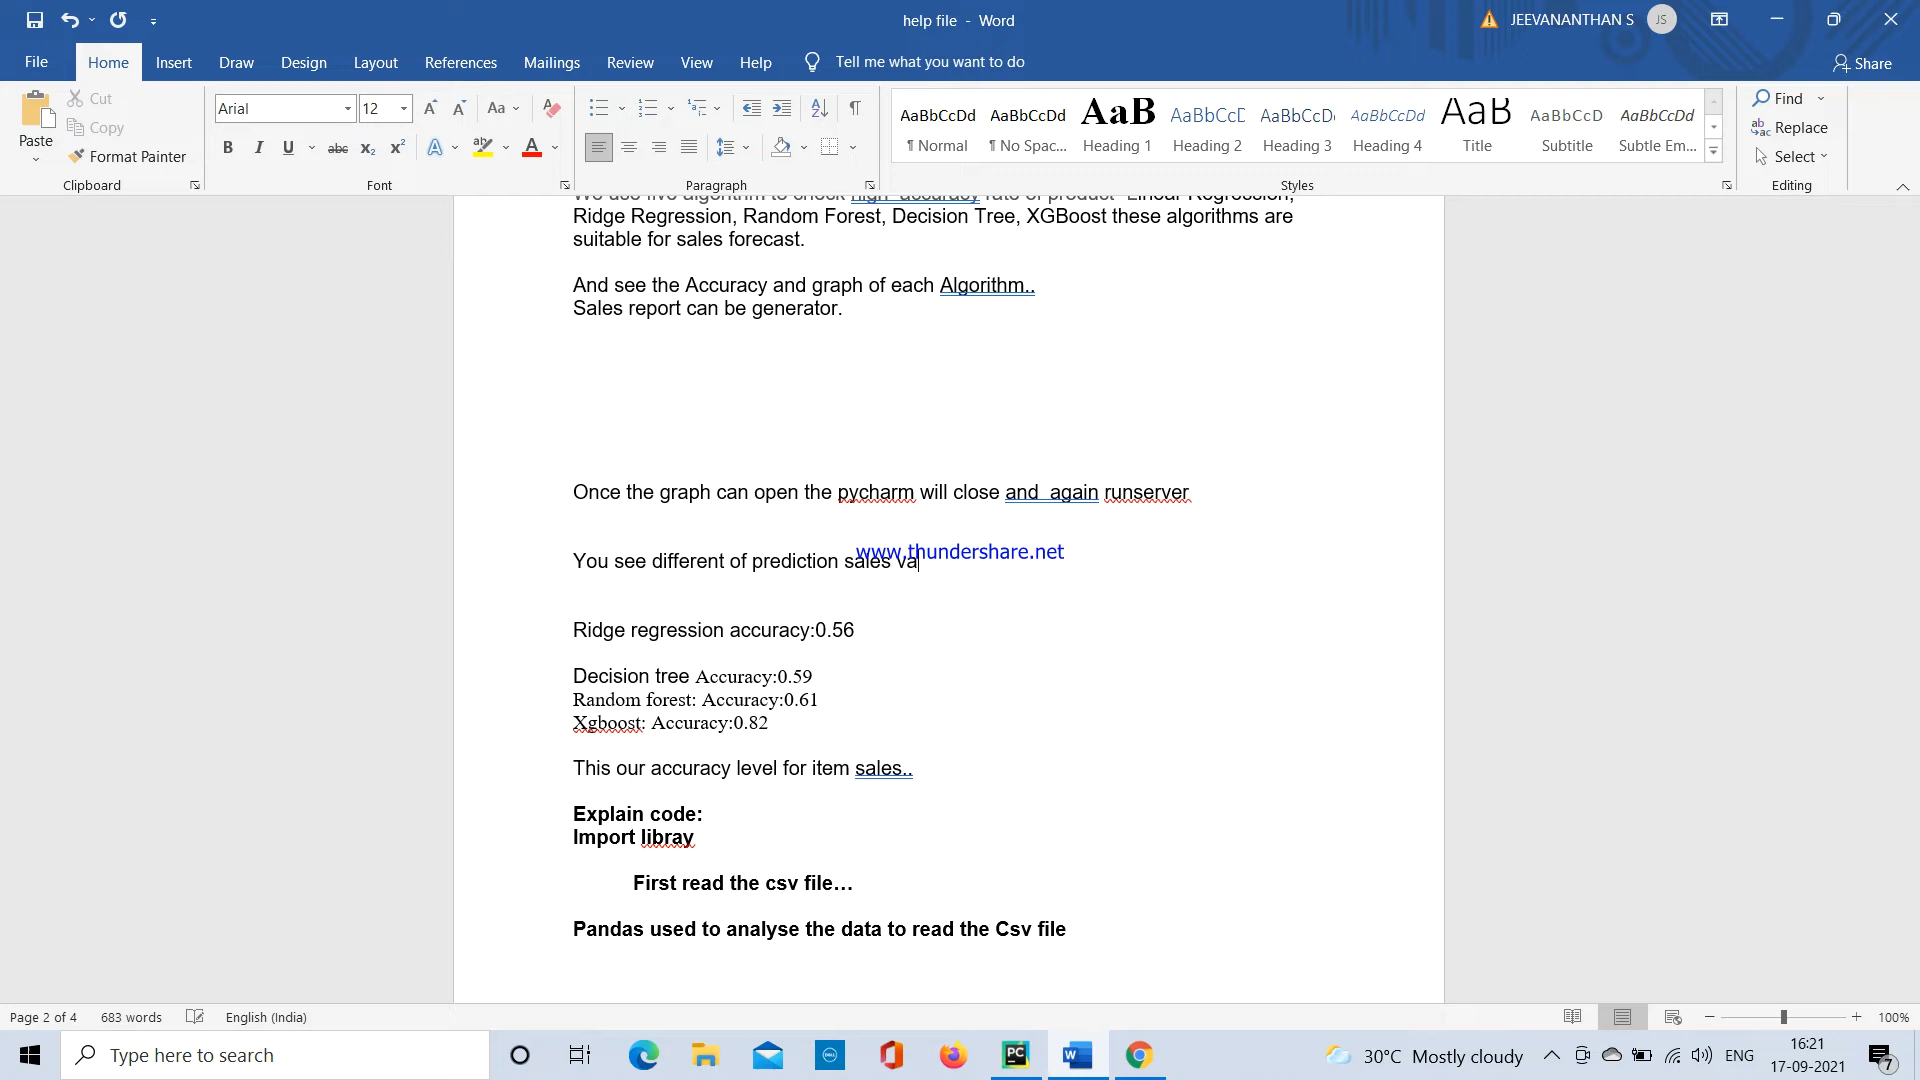 help file - Word
JEEVANANTHAN S
JS
File Home Insert Draw Design Layout References Mailings Review View Help Tell me what you want to do
Share
Paste
Cut
Copy
Format Painter
Clipboard
Arial 12
Font
Paragraph
AaBbCcDd AaBbCcDd AaB AaBbCcD AaBbCcD AaBbCcDd AaB AaBbCcD AaBbCcDd
¶ Normal ¶ No Spac... Heading 1 Heading 2 Heading 3 Heading 4 Title Subtitle Subtle Em...
Styles
Find
Replace
Select
Editing
We use five algorithm to check high accuracy rate of product Linear Regression,
Ridge Regression, Random Forest, Decision Tree, XGBoost these algorithms are
suitable for sales forecast.
And see the Accuracy and graph of each Algorithm..
Sales report can be generator.
Once the graph can open the pycharm will close and again runserver
www.thundershare.net
You see different of prediction sales va
Ridge regression accuracy:0.56
Decision tree Accuracy:0.59
Random forest: Accuracy:0.61
Xgboost: Accuracy:0.82
This our accuracy level for item sales..
Explain code:
Import libray
First read the csv file…
Pandas used to analyse the data to read the Csv file
Page 2 of 4 683 words English (India) 100%
Type here to search
30°C Mostly cloudy
ENG
16:21
17-09-2021
7